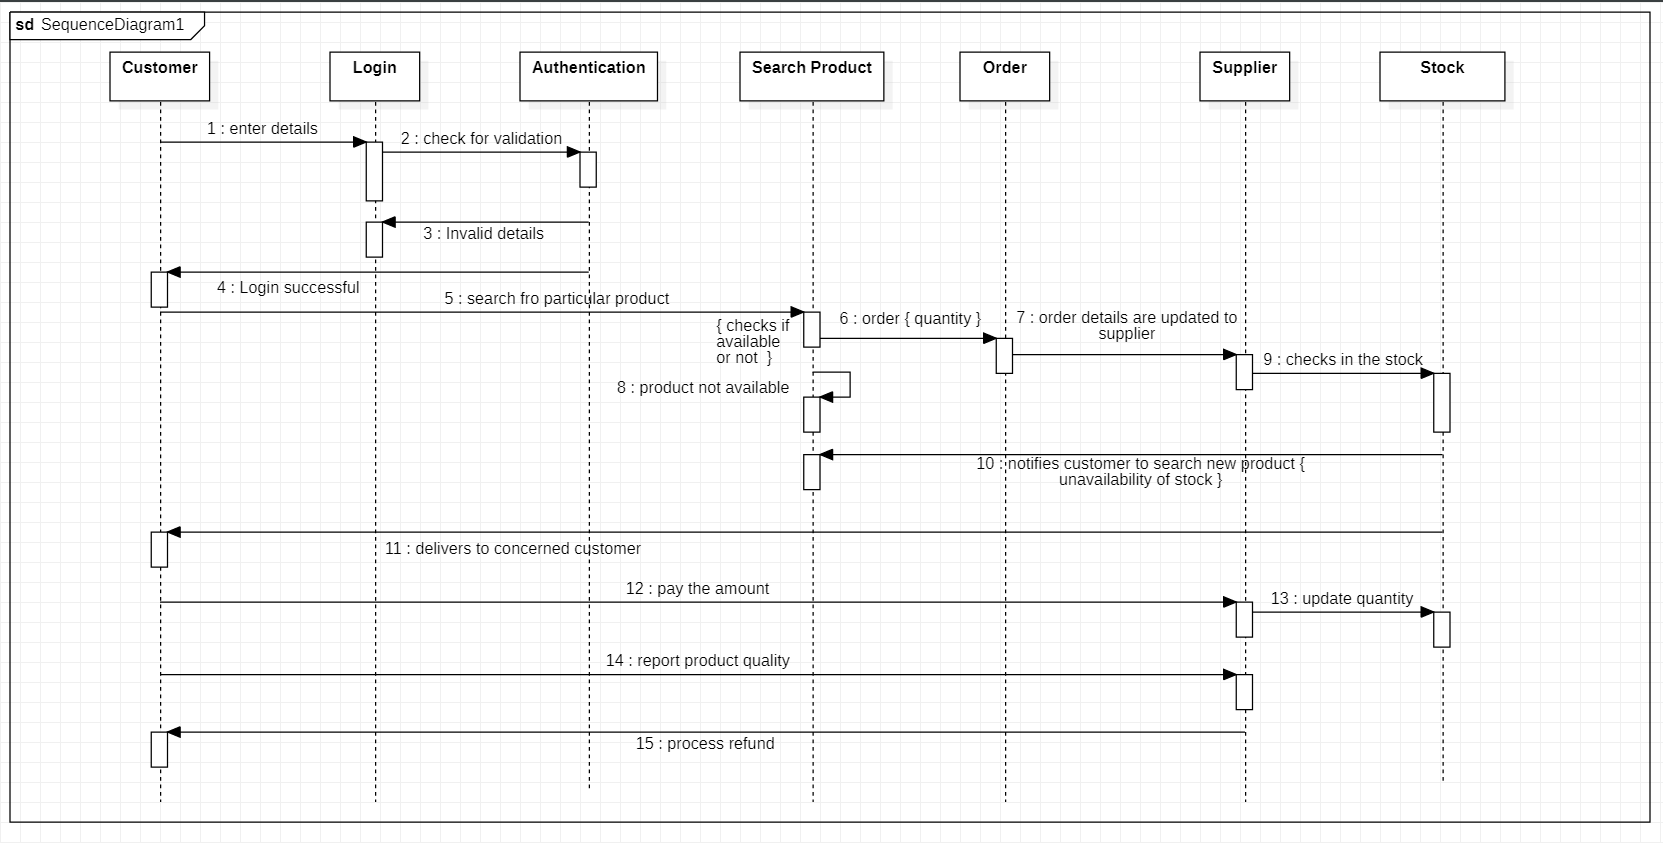 sd SequenceDiagram1
Customer
Login
Authentication
Search Product
Order
Supplier
Stock
1 : enter details
2 : check for validation
3 : Invalid details
4 : Login successful
5 : search fro particular product
{ checks if
available
or not }
6 : order { quantity }
7 : order details are updated to
supplier
8 : product not available
9 : checks in the stock
10 : notifies customer to search new product {
unavailability of stock }
11 : delivers to concerned customer
12 : pay the amount
13 : update quantity
14 : report product quality
15 : process refund